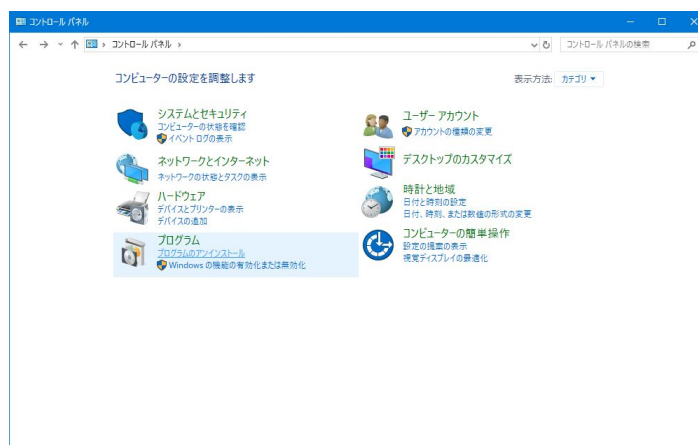 コントロール パネル
コントロール パネル
コントロール パネルの検索
コンピューターの設定を調整します
表示方法: カテゴリ
システムとセキュリティ
コンピューターの状態を確認
イベント ログの表示
ネットワークとインターネット
ネットワークの状態とタスクの表示
ハードウェア
デバイスとプリンターの表示
デバイスの追加
プログラム
プログラムのアンインストール
Windows の機能の有効化または無効化
ユーザー アカウント
アカウントの種類の変更
デスクトップのカスタマイズ
時計と地域
日付と時刻の設定
日付、時刻、または数値の形式の変更
コンピューターの簡単操作
設定の提案の表示
視覚ディスプレイの最適化